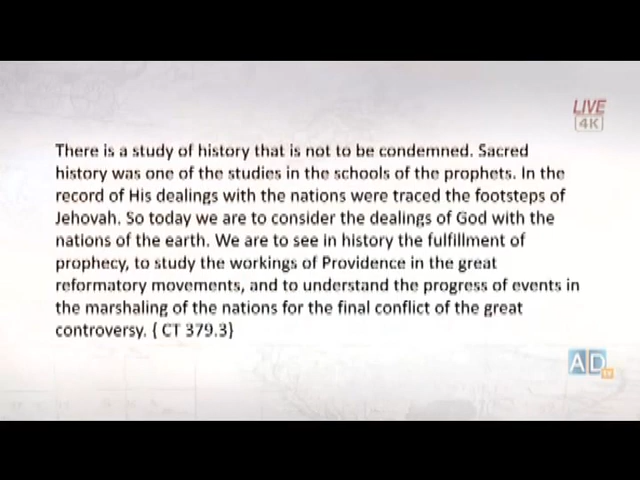 LIVE
4K
There is a study of history that is not to be condemned. Sacred
history was one of the studies in the schools of the prophets. In the
record of His dealings with the nations were traced the footsteps of
Jehovah. So today we are to consider the dealings of God with the
nations of the earth. We are to see in history the fulfillment of
prophecy, to study the workings of Providence in the great
reformatory movements, and to understand the progress of events in
the marshaling of the nations for the final conflict of the great
controversy. { CT 379.3}
AD
TV